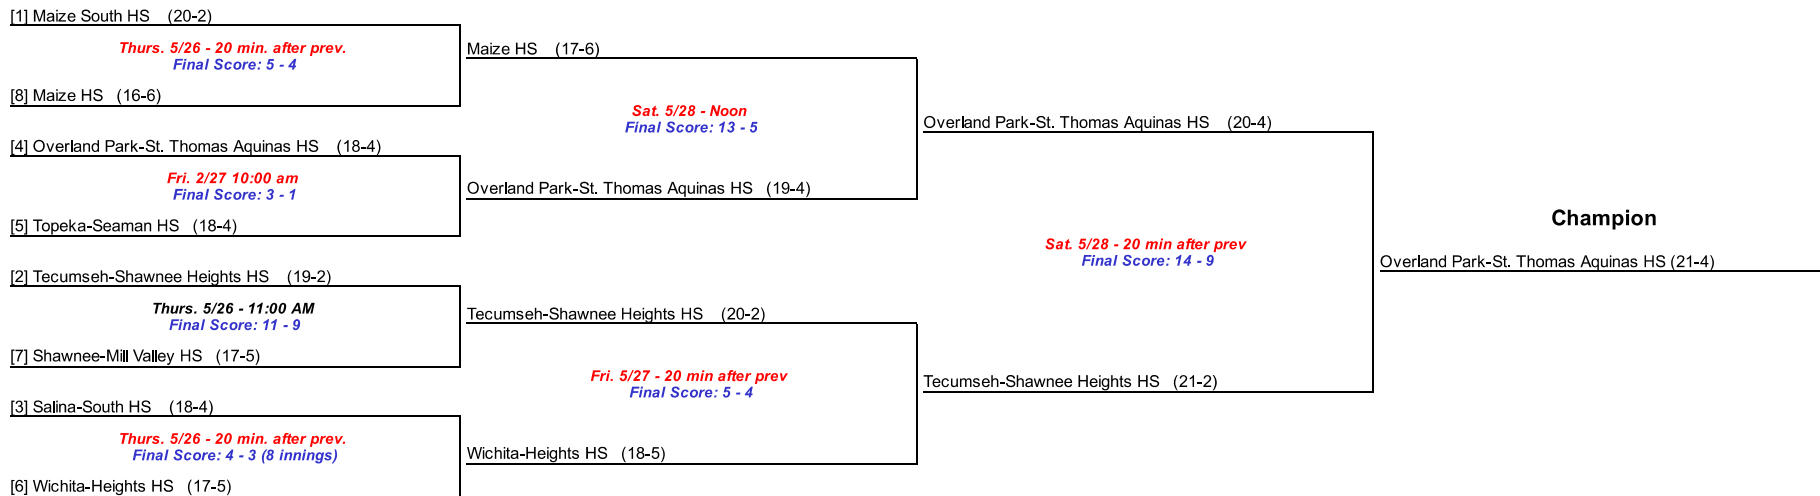 [1] Maize South HS (20-2)
Thurs. 5/26 - 20 min. after prev.
Final Score: 5 - 4
[8] Maize HS (16-6)
[4] Overland Park-St. Thomas Aquinas HS (18-4)
Fri. 2/27 10:00 am
Final Score: 3 - 1
[5] Topeka-Seaman HS (18-4)
[2] Tecumseh-Shawnee Heights HS (19-2)
Thurs. 5/26 - 11:00 AM
Final Score: 11 - 9
[7] Shawnee-Mill Valley HS (17-5)
[3] Salina-South HS (18-4)
Thurs. 5/26 - 20 min. after prev.
Final Score: 4 - 3 (8 innings)
[6] Wichita-Heights HS (17-5)
Maize HS (17-6)
Sat. 5/28 - Noon
Final Score: 13 - 5
Overland Park-St. Thomas Aquinas HS (19-4)
Tecumseh-Shawnee Heights HS (20-2)
Fri. 5/27 - 20 min after prev
Final Score: 5 - 4
Wichita-Heights HS (18-5)
Overland Park-St. Thomas Aquinas HS (20-4)
Sat. 5/28 - 20 min after prev
Final Score: 14 - 9
Tecumseh-Shawnee Heights HS (21-2)
Champion
Overland Park-St. Thomas Aquinas HS (21-4)